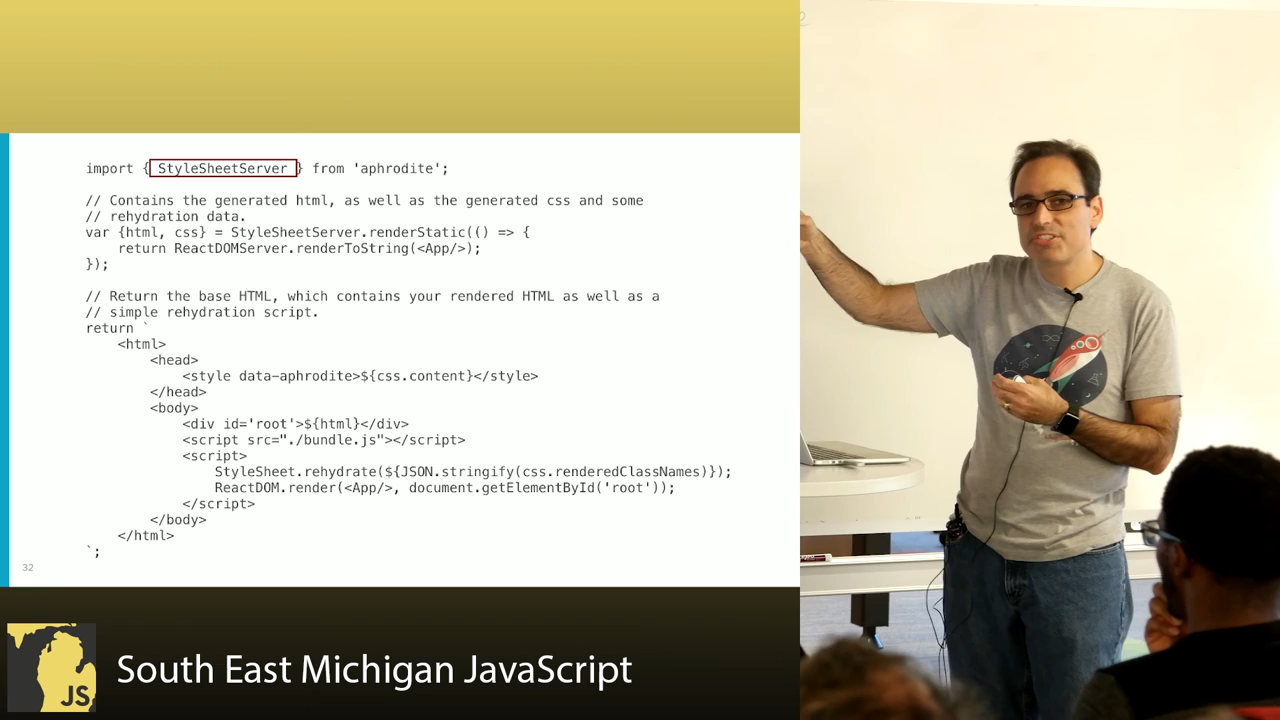 import { StyleSheetServer } from 'aphrodite';
// Contains the generated html, as well as the generated css and some
// rehydration data.
var {html, css} = StyleSheetServer.renderStatic(() => {
    return ReactDOMServer.renderToString(<App/>);
});
// Return the base HTML, which contains your rendered HTML as well as a
// simple rehydration script.
return `
    <html>
        <head>
            <style data-aphrodite>${css.content}</style>
        </head>
        <body>
            <div id='root'>${html}</div>
            <script src="./bundle.js"></script>
            <script>
                StyleSheet.rehydrate(${JSON.stringify(css.renderedClassNames)});
                ReactDOM.render(<App/>, document.getElementById('root'));
            </script>
        </body>
    </html>
`;
32
JS
South East Michigan JavaScript